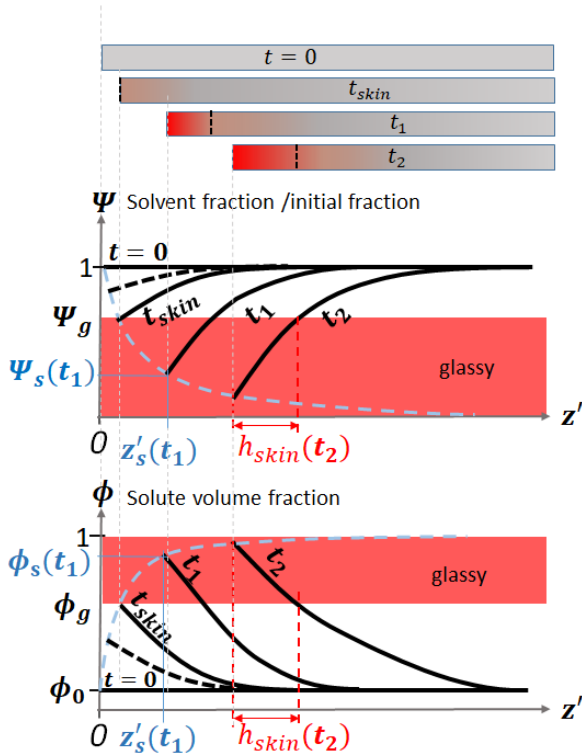 t = 0
t_skin
t_1
t_2
Ψ Solvent fraction /initial fraction
t = 0
1
Ψ_g
t_skin
t_1
t_2
Ψ_s(t_1)
glassy
0
z'_s(t_1)
h_skin(t_2)
z'
ϕ Solute volume fraction
1
ϕ_s(t_1)
t_1
t_2
glassy
ϕ_g
t_skin
t = 0
ϕ_0
0
z'_s(t_1)
h_skin(t_2)
z'